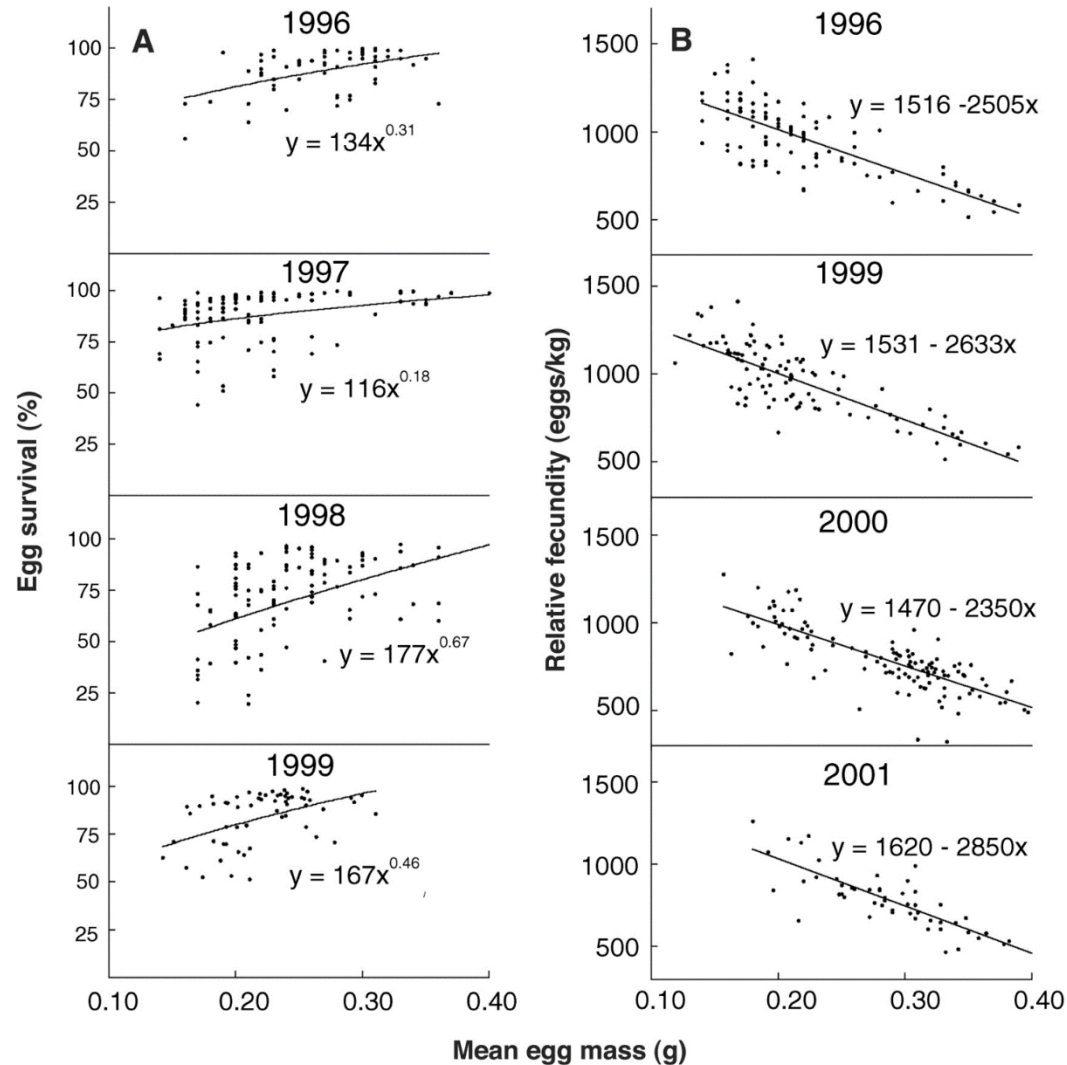 A
1996
100
75
50
25
y = 134x^0.31
1997
100
75
50
25
y = 116x^0.18
1998
100
75
50
25
y = 177x^0.67
1999
100
75
50
25
y = 167x^0.46
0.10 0.20 0.30 0.40
Egg survival (%)
B
1996
1500
1000
500
y = 1516 -2505x
1999
1500
1000
500
y = 1531 - 2633x
2000
1500
1000
500
y = 1470 - 2350x
2001
1500
1000
500
y = 1620 - 2850x
0.10 0.20 0.30 0.40
Relative fecundity (eggs/kg)
Mean egg mass (g)